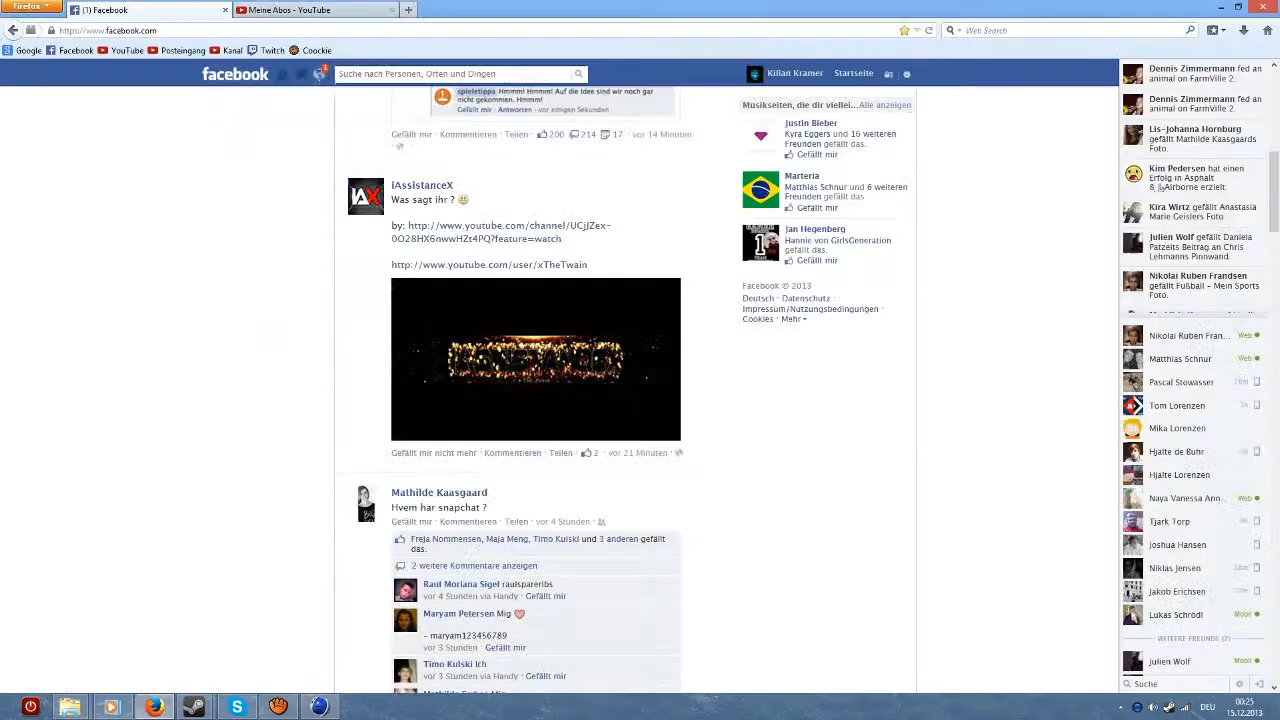 Firefox
(1) Facebook
Meine Abos - YouTube
https://www.facebook.com
Web Search
Google Facebook YouTube Posteingang Kanal Twitch Coockie
facebook
1
Suche nach Personen, Orten und Dingen
Kilian Kramer Startseite
spieletipps Hmmm! Hmmm! Auf die Idee sind wir noch gar
nicht gekommen. Hmmm!
Gefällt mir · Antworten · vor einigen Sekunden
Gefällt mir · Kommentieren · Teilen · 200 214 17 · vor 14 Minuten
iAssistanceX
Was sagt ihr ?
by: http://www.youtube.com/channel/UCjJZex-
0O28HX6nwwHZt4PQ?feature=watch
http://www.youtube.com/user/xTheTwain
Gefällt mir nicht mehr · Kommentieren · Teilen · 2 · vor 21 Minuten ·
Mathilde Kaasgaard
Hvem har snapchat ?
Gefällt mir · Kommentieren · Teilen · vor 4 Stunden ·
Freja Nommensen, Maja Meng, Timo Kulski und 3 anderen gefällt
das.
2 weitere Kommentare anzeigen
Raul Moriana Sigel raulspareribs
vor 4 Stunden via Handy · Gefällt mir
Maryam Petersen Mig
- maryam123456789
vor 3 Stunden · Gefällt mir
Timo Kulski Ich
vor 3 Stunden via Handy · Gefällt mir
Musikseiten, die dir viellei... Alle anzeigen
Justin Bieber
Kyra Eggers und 16 weiteren
Freunden gefällt das.
Gefällt mir
Marteria
Matthias Schnur und 6 weiteren
Freunden gefällt das
Gefällt mir
Jan Hegenberg
Hannie von GirlsGeneration
gefällt das.
Gefällt mir
Facebook © 2013
Deutsch · Datenschutz ·
Impressum/Nutzungsbedingungen ·
Cookies · Mehr
Dennis Zimmermann fed an
animal on FarmVille 2.
Dennis Zimmermann fed an
animal on FarmVille 2.
Lis-Johanna Hornburg
gefällt Mathilde Kaasgaards
Foto.
Kim Pedersen hat einen
Erfolg in Asphalt
Airborne erzielt.
Kira Wirtz gefällt Anastasia
Marie Geislers Foto
Julien Wolf gefällt Daniela
Patzelts Beitrag an Chris
Lehmanns Pinnwand.
Nikolai Ruben Frandsen
gefällt Fußball - Mein Sports
Foto.
Nikolai Ruben Fran... Web
Matthias Schnur Web
Pascal Stowasser
Tom Lorenzen 1h
Mika Lorenzen
Hjalte de Buhr
Hjalte Lorenzen
Naya Vanessa Ann... Web
Tjark Torp
Joshua Hansen
Niklas Jensen
Jakob Erichsen
Lukas Schrödl Mobil
WEITERE FREUNDE (7)
Julien Wolf Mobil
Suche
DEU
00:25
15.12.2013